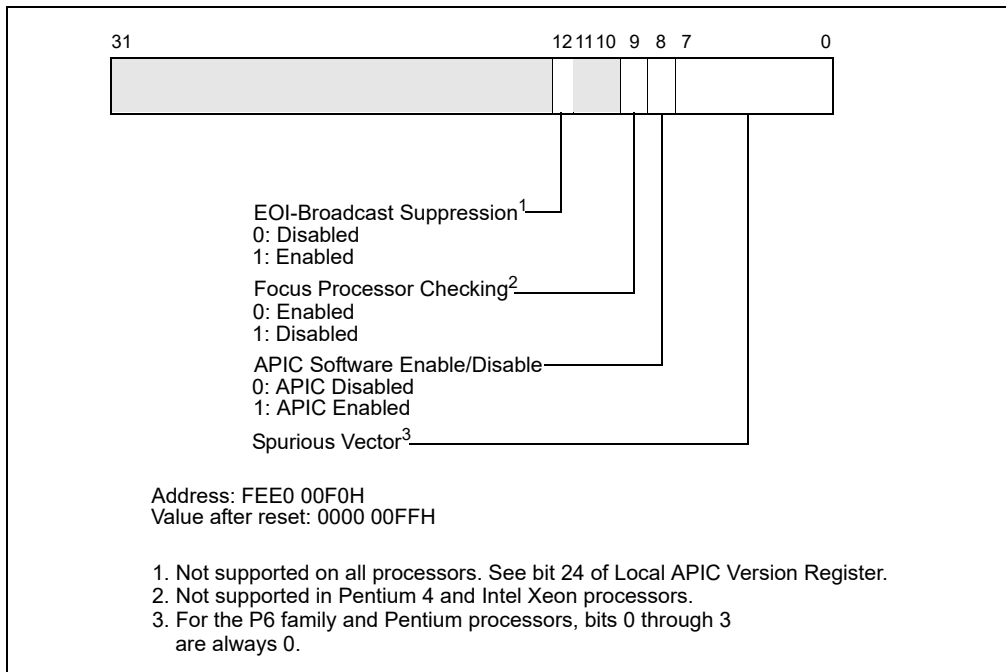 31 12 11 10 9 8 7 0
EOI-Broadcast Suppression1
0: Disabled
1: Enabled
Focus Processor Checking2
0: Enabled
1: Disabled
APIC Software Enable/Disable
0: APIC Disabled
1: APIC Enabled
Spurious Vector3
Address: FEE0 00F0H
Value after reset: 0000 00FFH
1. Not supported on all processors. See bit 24 of Local APIC Version Register.
2. Not supported in Pentium 4 and Intel Xeon processors.
3. For the P6 family and Pentium processors, bits 0 through 3
are always 0.